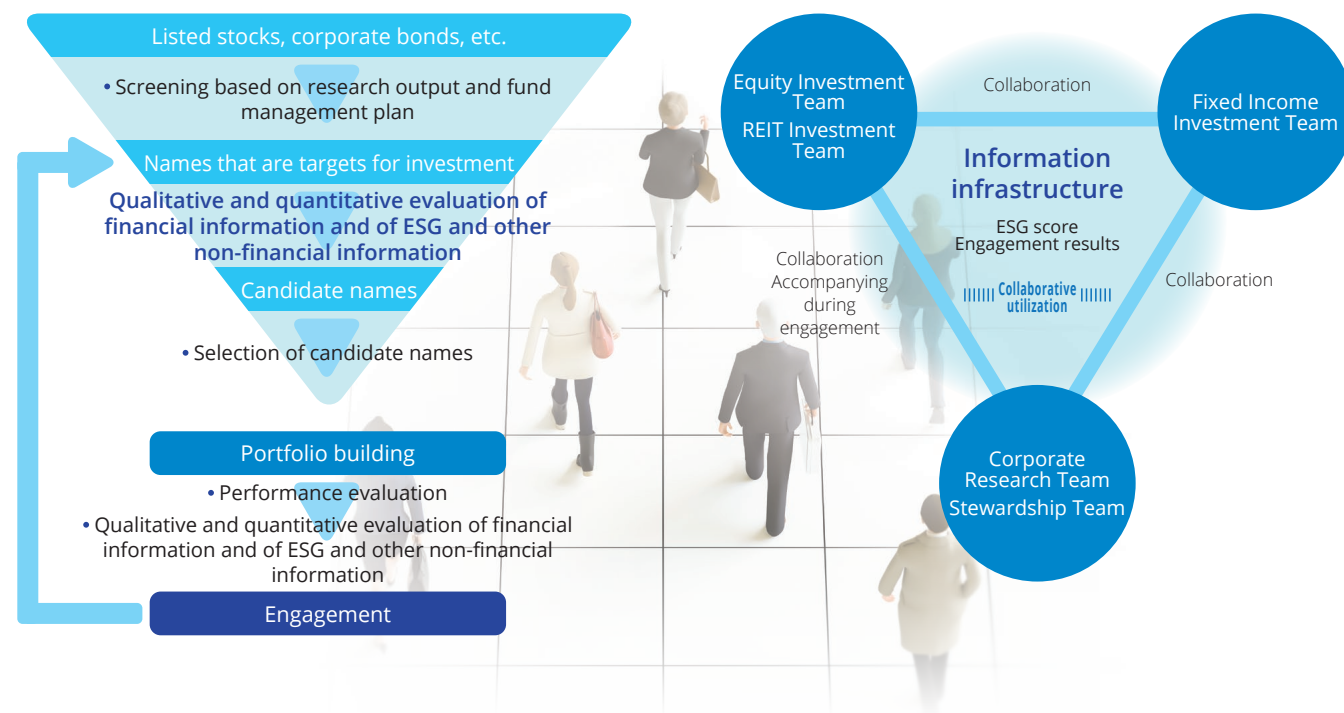 Listed stocks, corporate bonds, etc.
• Screening based on research output and fund
management plan
Names that are targets for investment
Qualitative and quantitative evaluation of
financial information and of ESG and other
non-financial information
Candidate names
• Selection of candidate names
Portfolio building
• Performance evaluation
• Qualitative and quantitative evaluation of financial
information and of ESG and other non-financial
information
Engagement
Equity Investment
Team
REIT Investment
Team
Collaboration
Fixed Income
Investment Team
Information
infrastructure
ESG score
Engagement results
Collaborative
utilization
Collaboration
Accompanying
during
engagement
Collaboration
Corporate
Research Team
Stewardship Team